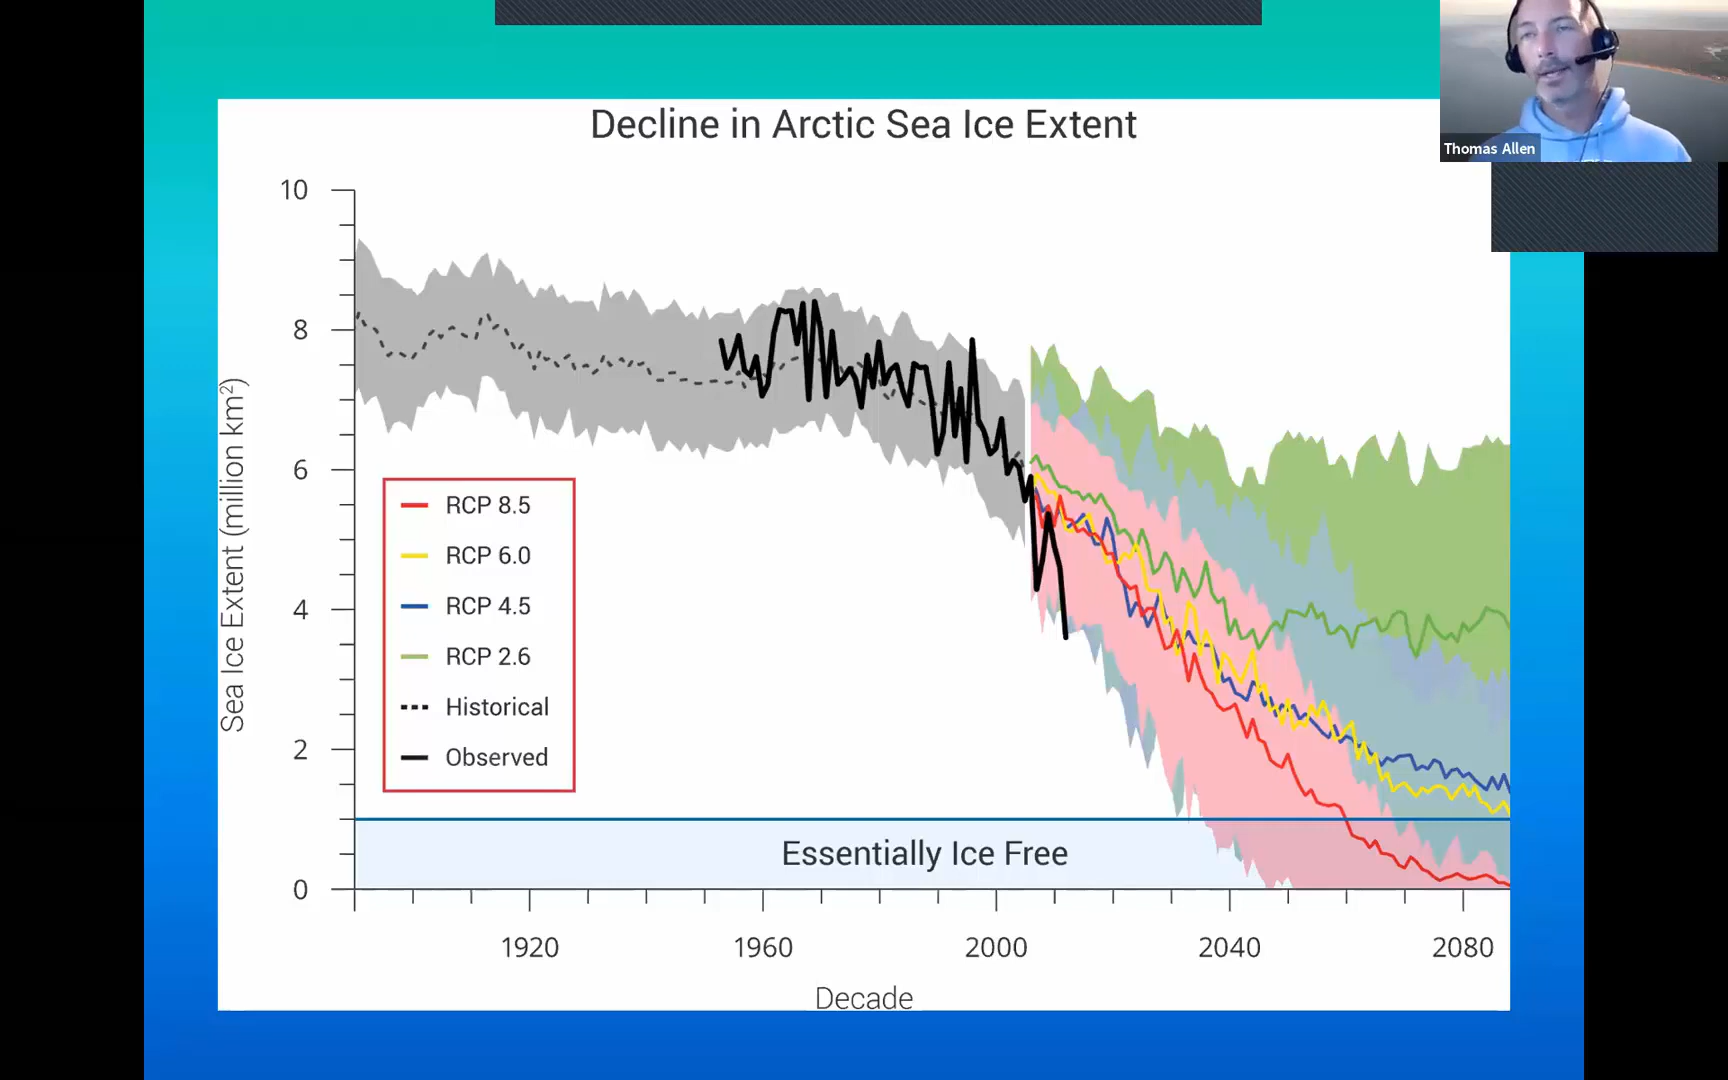 Thomas Allen
Decline in Arctic Sea Ice Extent
Sea Ice Extent (million km²)
10
8
6
4
2
0
RCP 8.5
RCP 6.0
RCP 4.5
RCP 2.6
Historical
Observed
Essentially Ice Free
1920 1960 2000 2040 2080
Decade